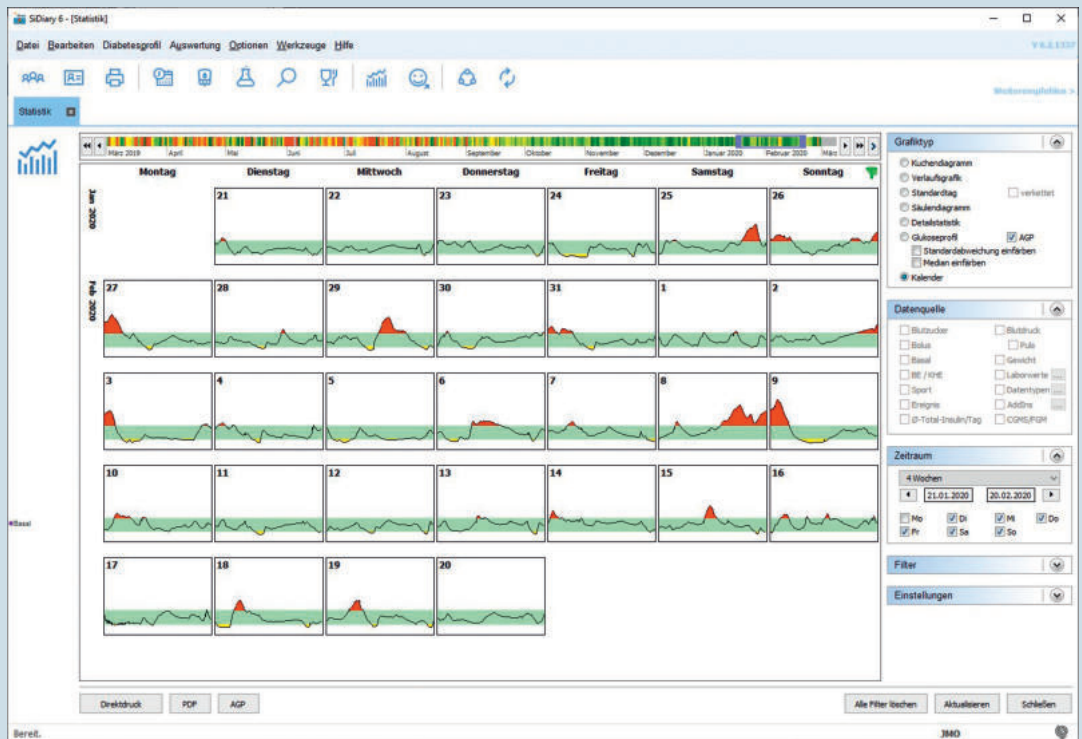 SiDiary 6 - [Statistik]
Datei Bearbeiten Diabetesprofil Auswertung Optionen Werkzeuge Hilfe
V 6.2.1337
Weiterempfehlen >
Statistik
März 2019 April Mai Juni Juli August September Oktober November Dezember Januar 2020 Februar 2020 März
Montag Dienstag Mittwoch Donnerstag Freitag Samstag Sonntag
Jan 2020
21 22 23 24 25 26
Feb 2020
27 28 29 30 31 1 2
3 4 5 6 7 8 9
10 11 12 13 14 15 16
17 18 19 20
Basal
Grafiktyp
Kuchendiagramm
Verlaufsgrafik
Standardtag verkettet
Säulendiagramm
Detailstatistik
Glukoseprofil AGP
Standardabweichung einfärben
Median einfärben
Kalender
Datenquelle
Blutzucker Blutdruck
Bolus Puls
Basal Gewicht
BE / KHE Laborwerte ...
Sport Datentypen ...
Ereignis AddIns ...
Ø-Total-Insulin/Tag CGMS/FGM
Zeitraum
4 Wochen
21.01.2020 20.02.2020
Mo Di Mi Do
Fr Sa So
Filter
Einstellungen
Direktdruck PDF AGP Alle Filter löschen Aktualisieren Schließen
Bereit. JMO